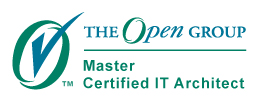 THE Open GROUP
TM
Master
Certified IT Architect